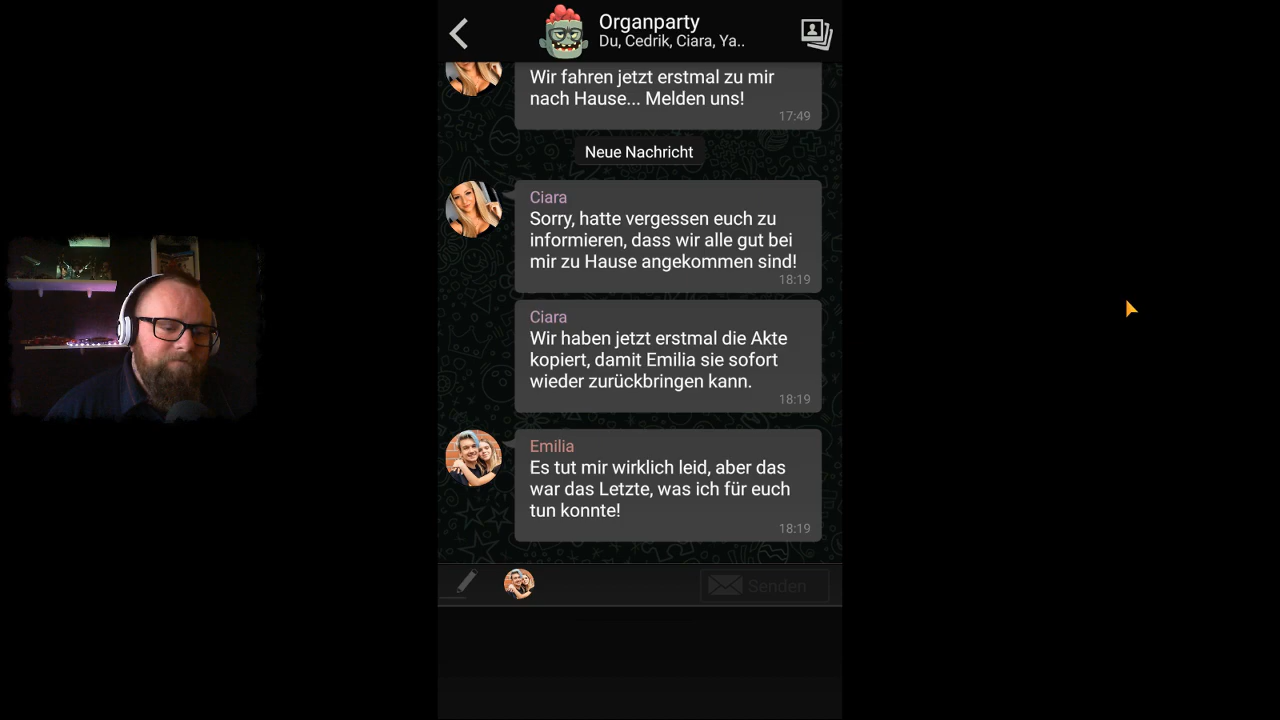 Organparty
Du, Cedrik, Ciara, Ya..
Wir fahren jetzt erstmal zu mir
nach Hause... Melden uns!
17:49
Neue Nachricht
Ciara
Sorry, hatte vergessen euch zu
informieren, dass wir alle gut bei
mir zu Hause angekommen sind!
18:19
Ciara
Wir haben jetzt erstmal die Akte
kopiert, damit Emilia sie sofort
wieder zurückbringen kann.
18:19
Emilia
Es tut mir wirklich leid, aber das
war das Letzte, was ich für euch
tun konnte!
18:19
Senden